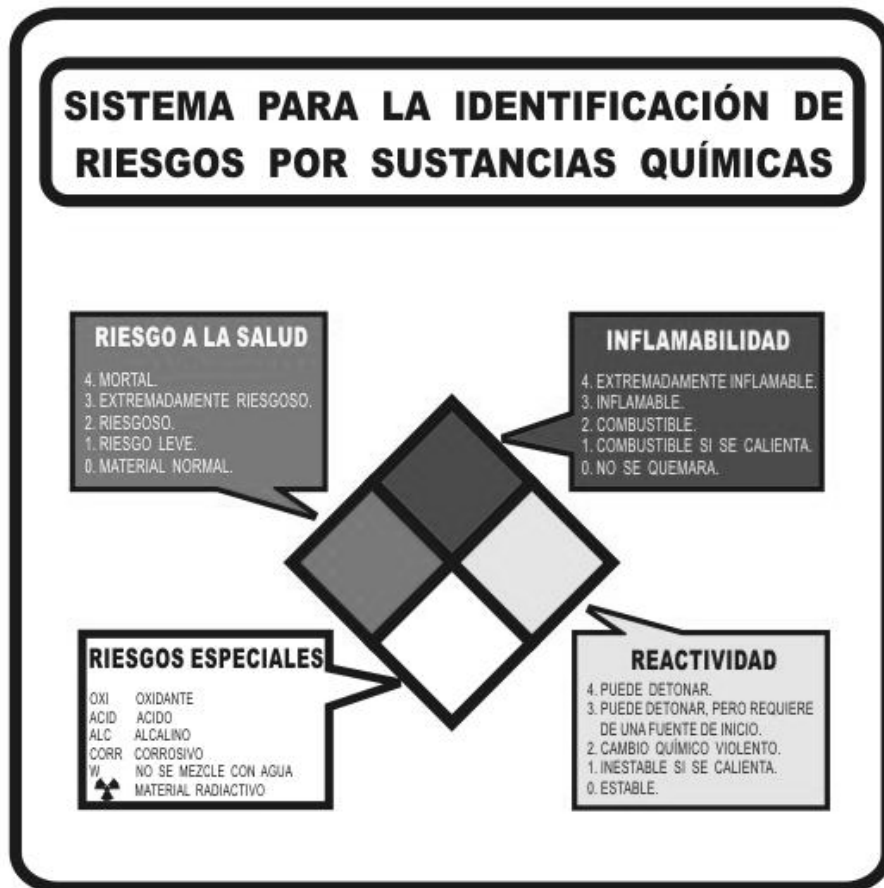 SISTEMA PARA LA IDENTIFICACIÓN DE
RIESGOS POR SUSTANCIAS QUÍMICAS
RIESGO A LA SALUD
4. MORTAL.
3. EXTREMADAMENTE RIESGOSO.
2. RIESGOSO.
1. RIESGO LEVE.
0. MATERIAL NORMAL.
INFLAMABILIDAD
4. EXTREMADAMENTE INFLAMABLE.
3. INFLAMABLE.
2. COMBUSTIBLE.
1. COMBUSTIBLE SI SE CALIENTA.
0. NO SE QUEMARA.
RIESGOS ESPECIALES
OXI OXIDANTE
ACID ACIDO
ALC ALCALINO
CORR CORROSIVO
W NO SE MEZCLE CON AGUA
MATERIAL RADIACTIVO
REACTIVIDAD
4. PUEDE DETONAR.
3. PUEDE DETONAR, PERO REQUIERE
DE UNA FUENTE DE INICIO.
2. CAMBIO QUÍMICO VIOLENTO.
1. INESTABLE SI SE CALIENTA.
0. ESTABLE.